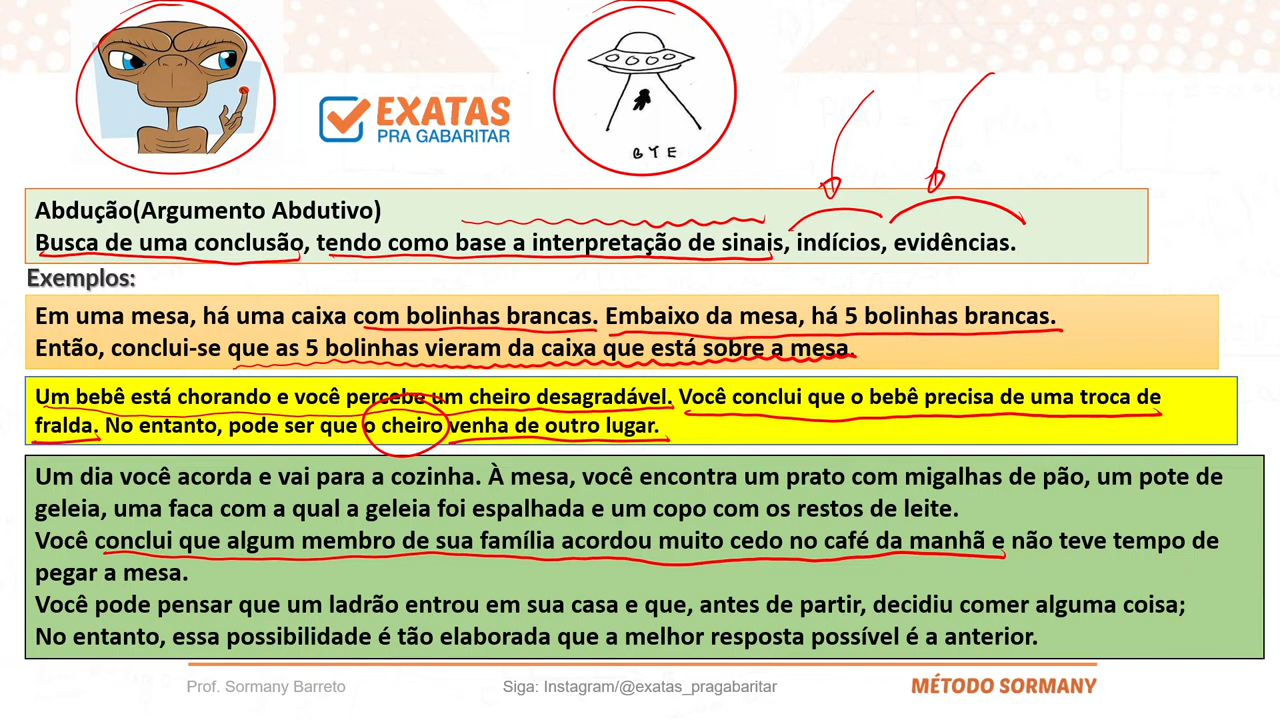 EXATAS
PRA GABARITAR
BYE
Abdução(Argumento Abdutivo)
Busca de uma conclusão, tendo como base a interpretação de sinais, indícios, evidências.
Exemplos:
Em uma mesa, há uma caixa com bolinhas brancas. Embaixo da mesa, há 5 bolinhas brancas.
Então, conclui-se que as 5 bolinhas vieram da caixa que está sobre a mesa.
Um bebê está chorando e você percebe um cheiro desagradável. Você conclui que o bebê precisa de uma troca de
fralda. No entanto, pode ser que o cheiro venha de outro lugar.
Um dia você acorda e vai para a cozinha. À mesa, você encontra um prato com migalhas de pão, um pote de
geleia, uma faca com a qual a geleia foi espalhada e um copo com os restos de leite.
Você conclui que algum membro de sua família acordou muito cedo no café da manhã e não teve tempo de
pegar a mesa.
Você pode pensar que um ladrão entrou em sua casa e que, antes de partir, decidiu comer alguma coisa;
No entanto, essa possibilidade é tão elaborada que a melhor resposta possível é a anterior.
Prof. Sormany Barreto
Siga: Instagram/@exatas_pragabaritar
MÉTODO SORMANY